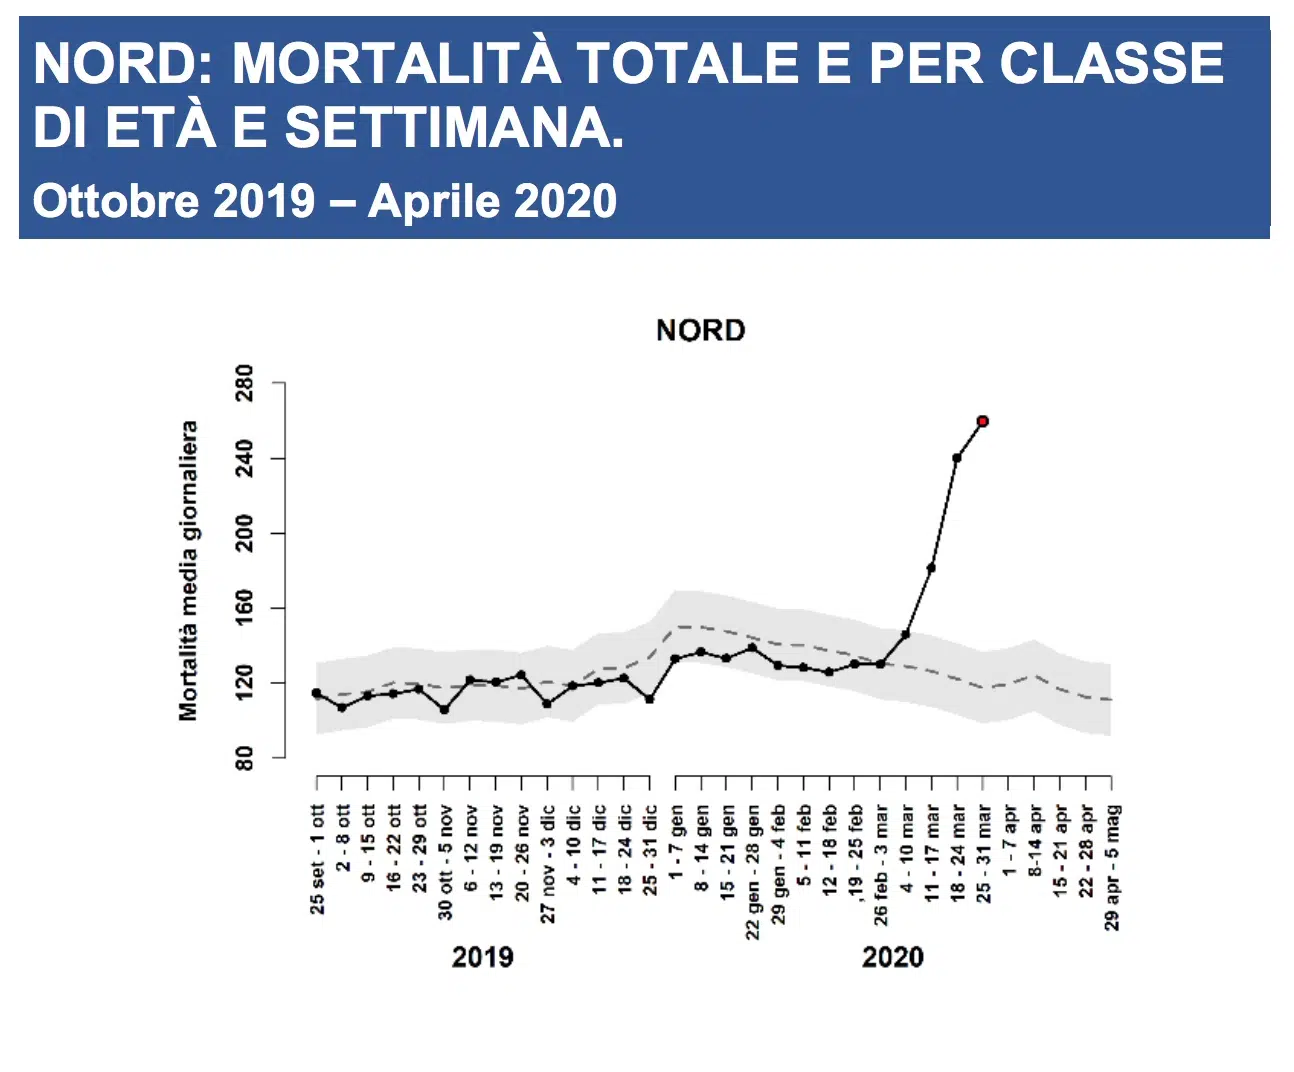 NORD: MORTALITÀ TOTALE E PER CLASSE
DI ETÀ E SETTIMANA.
Ottobre 2019 – Aprile 2020
NORD
Mortalità media giornaliera
280
240
200
160
120
80
25 set - 1 ott
2 - 8 ott
9 - 15 ott
16 - 22 ott
23 - 29 ott
30 ott - 5 nov
6 - 12 nov
13 - 19 nov
20 - 26 nov
27 nov - 3 dic
4 - 10 dic
11 - 17 dic
18 - 24 dic
25 - 31 dic
1 - 7 gen
8 - 14 gen
15 - 21 gen
22 gen - 28 gen
29 gen - 4 feb
5 - 11 feb
12 - 18 feb
,19 - 25 feb
26 feb - 3 mar
4 - 10 mar
11 - 17 mar
18 - 24 mar
25 - 31 mar
1 - 7 apr
8-14 apr
15 - 21 apr
22 - 28 apr
29 apr - 5 mag
2019
2020